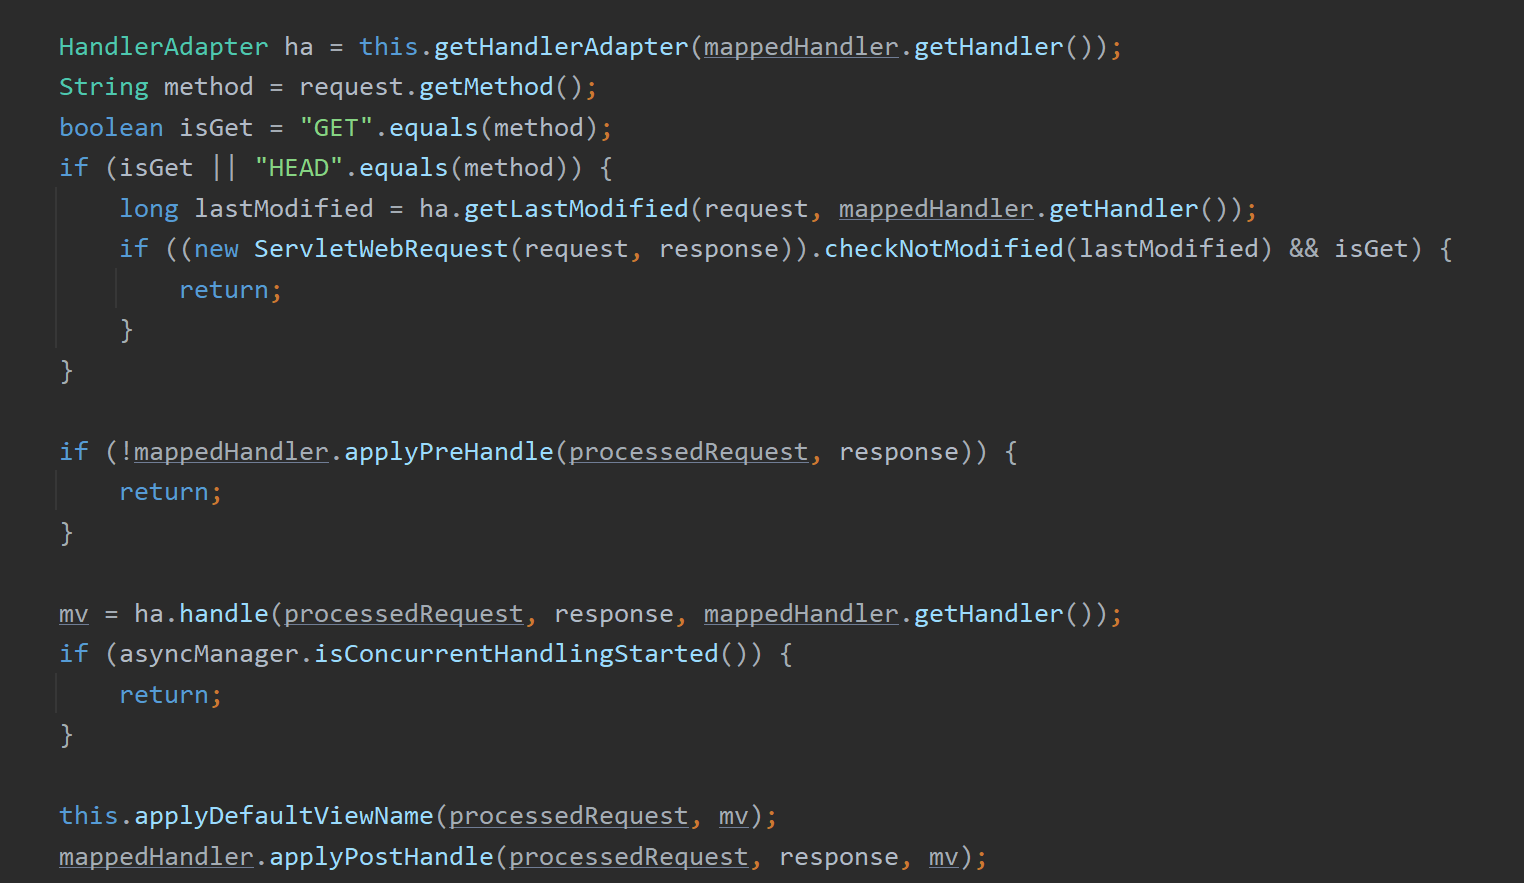 HandlerAdapter ha = this.getHandlerAdapter(mappedHandler.getHandler());
String method = request.getMethod();
boolean isGet = "GET".equals(method);
if (isGet || "HEAD".equals(method)) {
    long lastModified = ha.getLastModified(request, mappedHandler.getHandler());
    if ((new ServletWebRequest(request, response)).checkNotModified(lastModified) && isGet) {
        return;
    }
}

if (!mappedHandler.applyPreHandle(processedRequest, response)) {
    return;
}

mv = ha.handle(processedRequest, response, mappedHandler.getHandler());
if (asyncManager.isConcurrentHandlingStarted()) {
    return;
}

this.applyDefaultViewName(processedRequest, mv);
mappedHandler.applyPostHandle(processedRequest, response, mv);